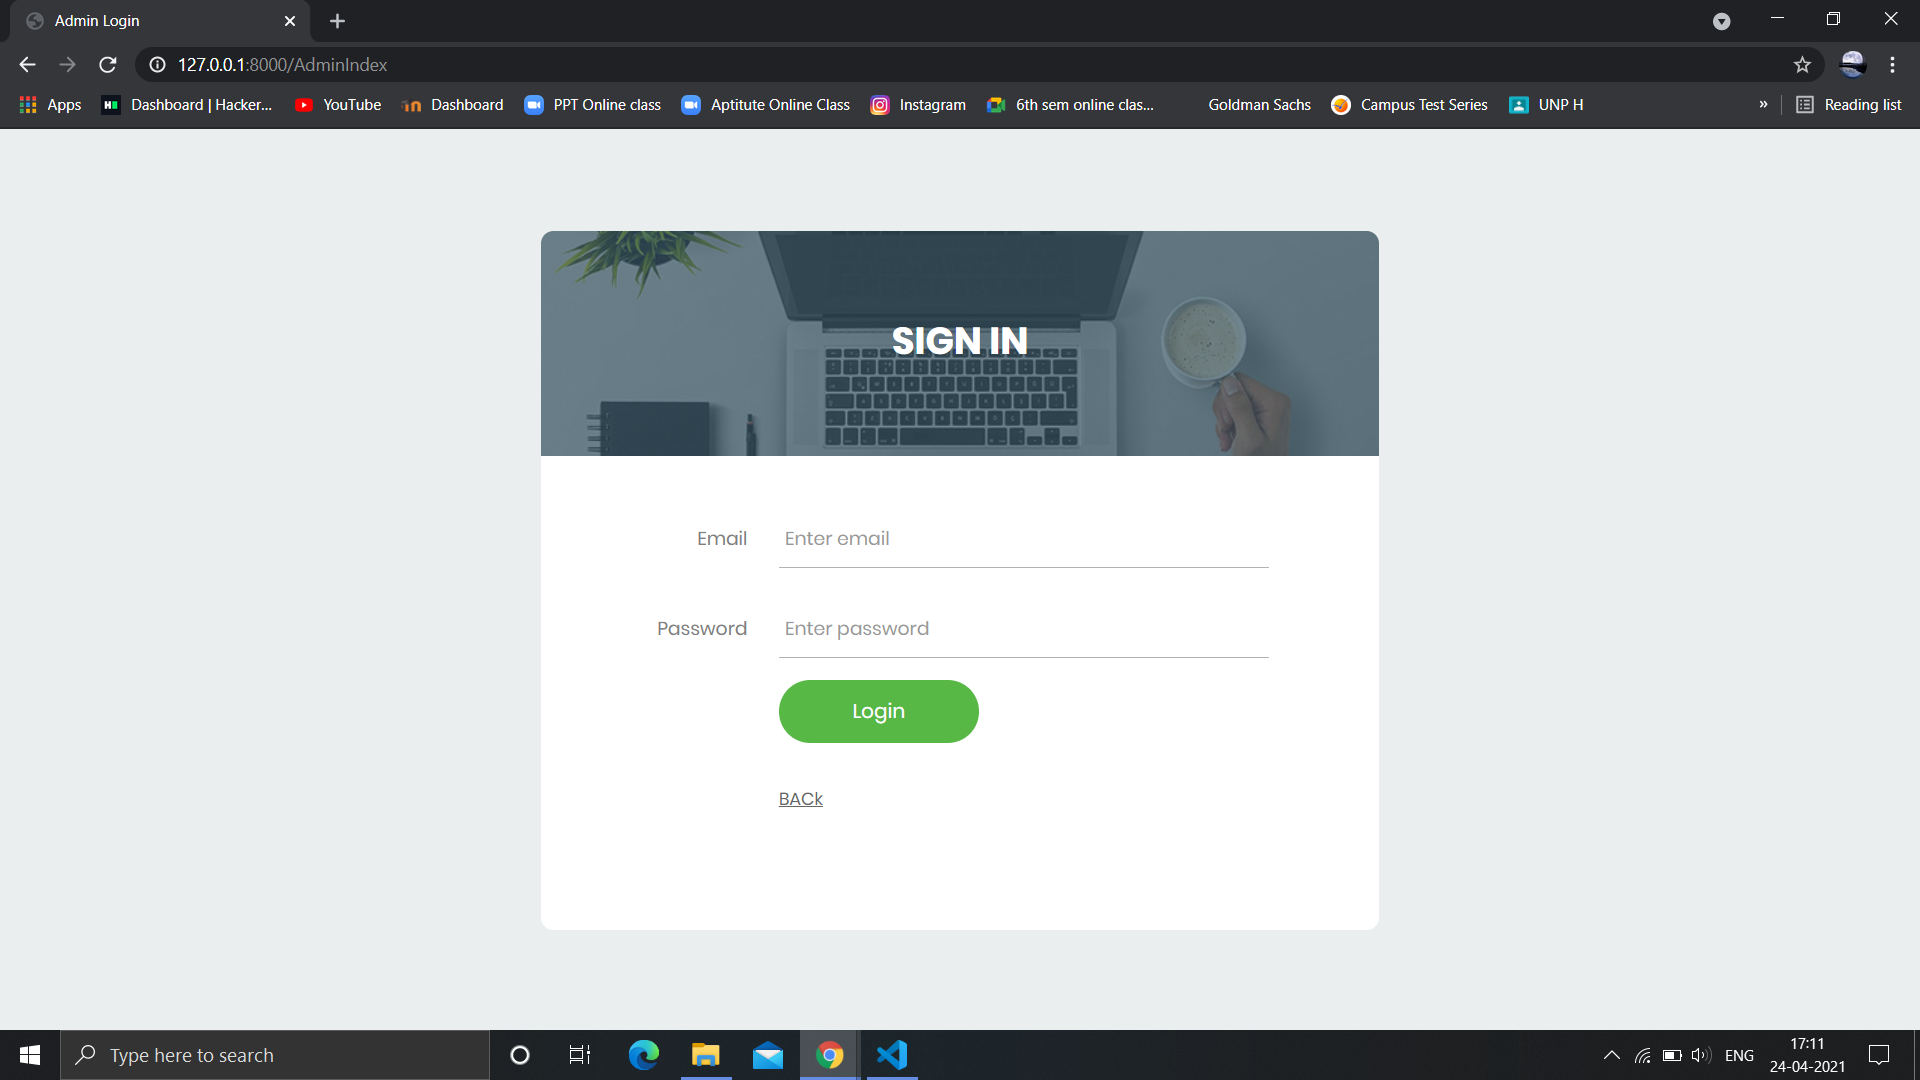 Admin Login
127.0.0.1:8000/AdminIndex
Apps
Dashboard | Hacker...
YouTube
Dashboard
PPT Online class
Aptitute Online Class
Instagram
6th sem online clas...
Goldman Sachs
Campus Test Series
UNP H
»
Reading list
SIGN IN
Email
Enter email
Password
Enter password
Login
BACk
Type here to search
ENG
17:11
24-04-2021